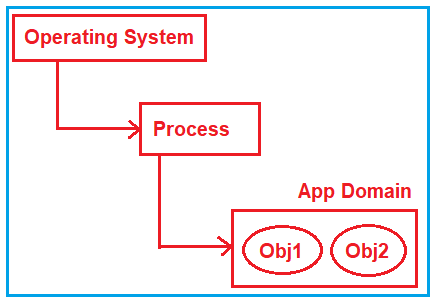 Operating System
Process
App Domain
Obj1 Obj2